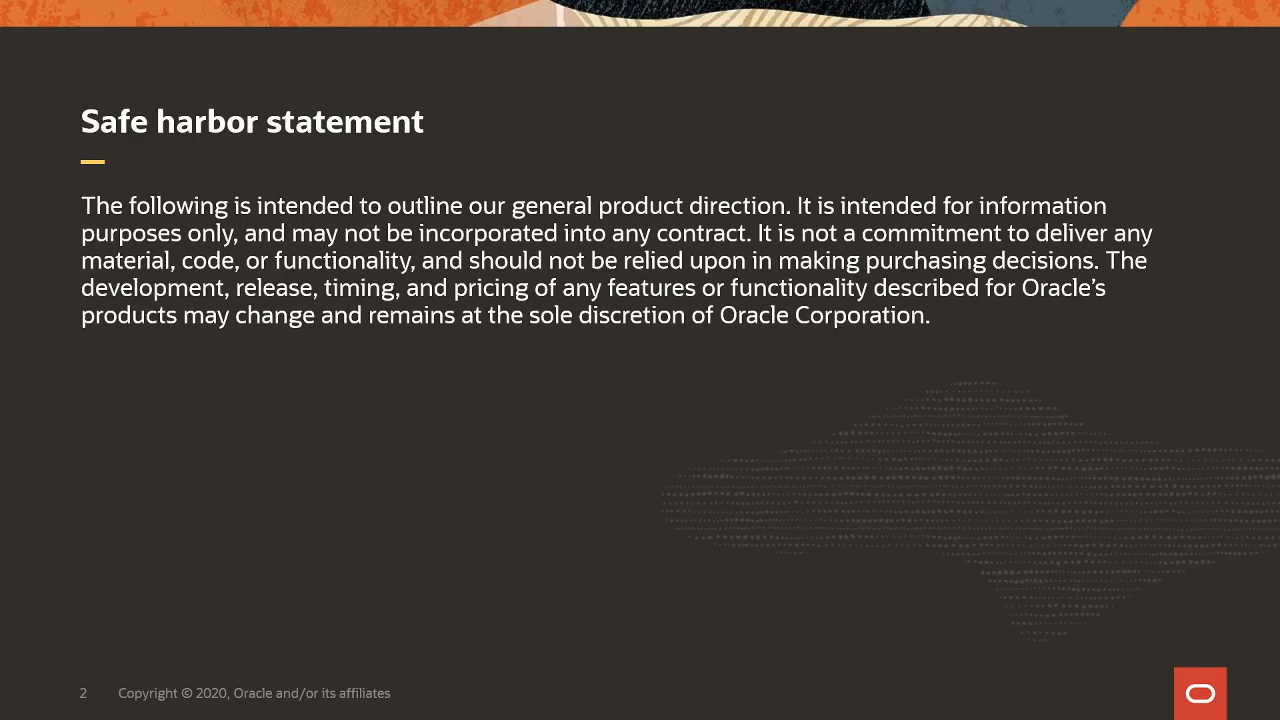 Safe harbor statement
The following is intended to outline our general product direction. It is intended for information
purposes only, and may not be incorporated into any contract. It is not a commitment to deliver any
material, code, or functionality, and should not be relied upon in making purchasing decisions. The
development, release, timing, and pricing of any features or functionality described for Oracle’s
products may change and remains at the sole discretion of Oracle Corporation.
2 Copyright © 2020, Oracle and/or its affiliates